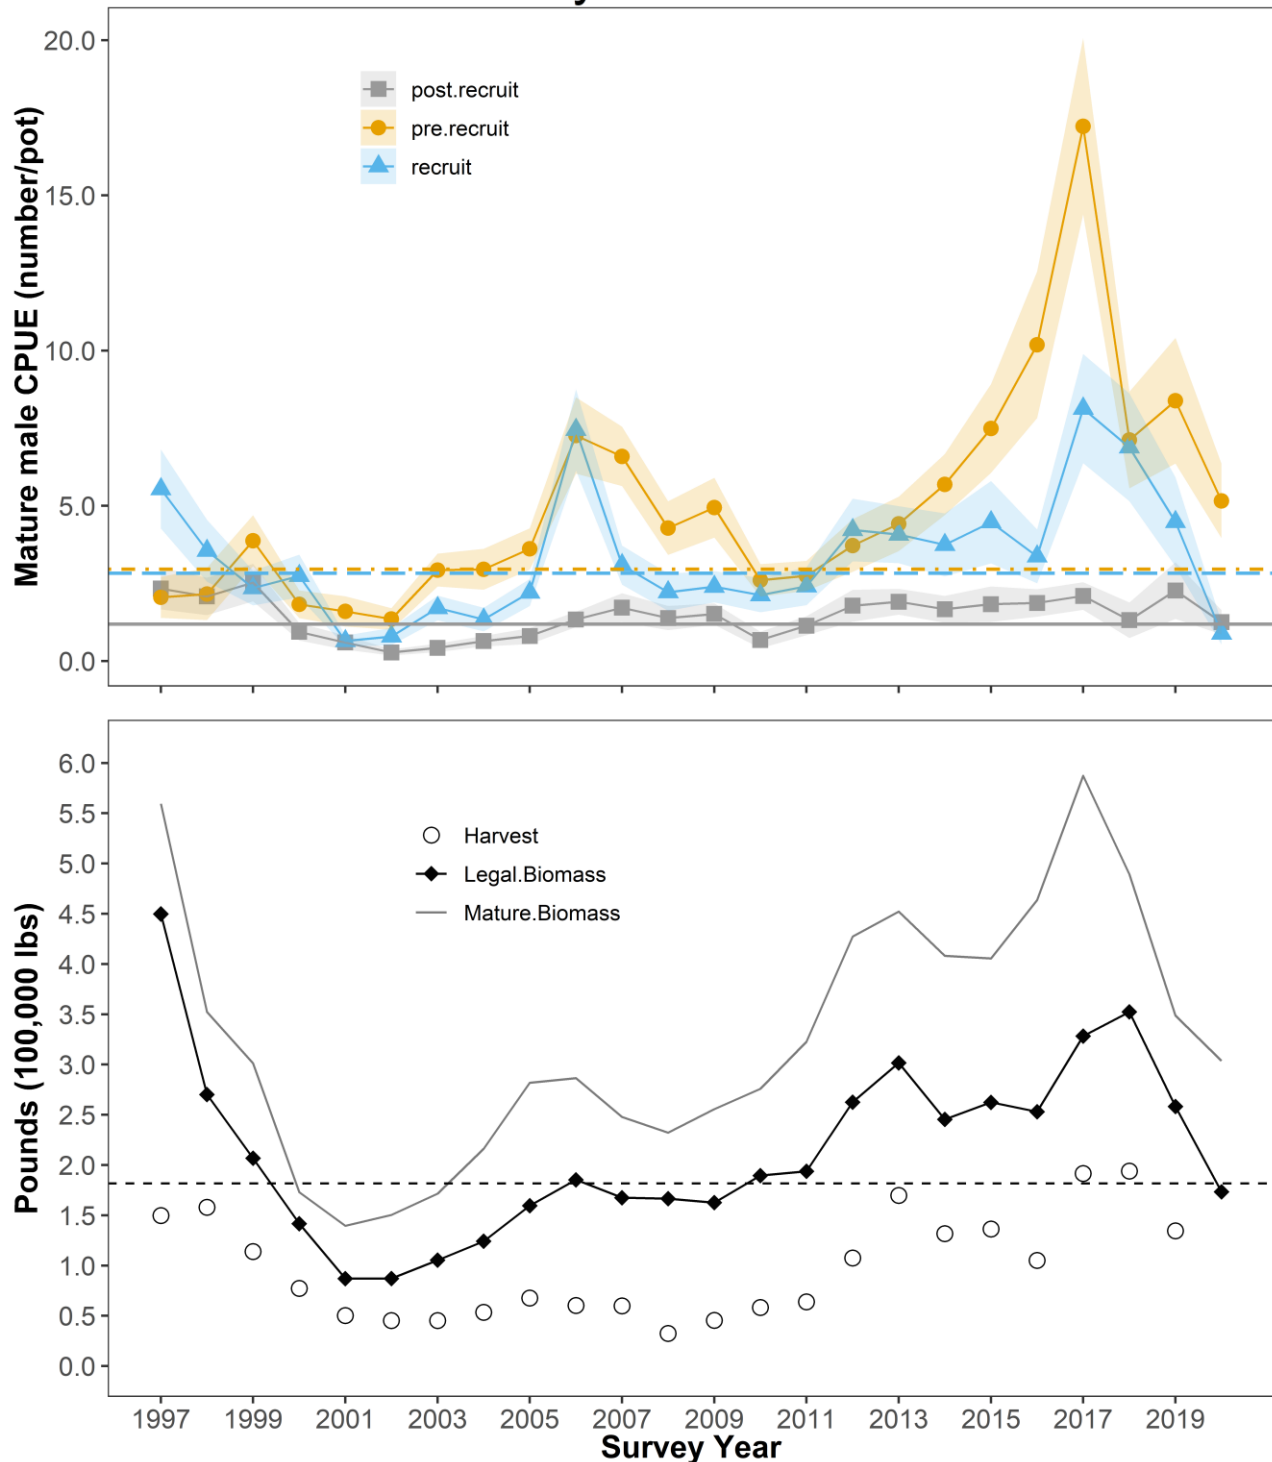 Mature male CPUE (number/pot)
20.0
15.0
10.0
5.0
0.0
post.recruit
pre.recruit
recruit
Pounds (100,000 lbs)
6.0
5.5
5.0
4.5
4.0
3.5
3.0
2.5
2.0
1.5
1.0
0.5
0.0
Harvest
Legal.Biomass
Mature.Biomass
1997 1999 2001 2003 2005 2007 2009 2011 2013 2015 2017 2019
Survey Year